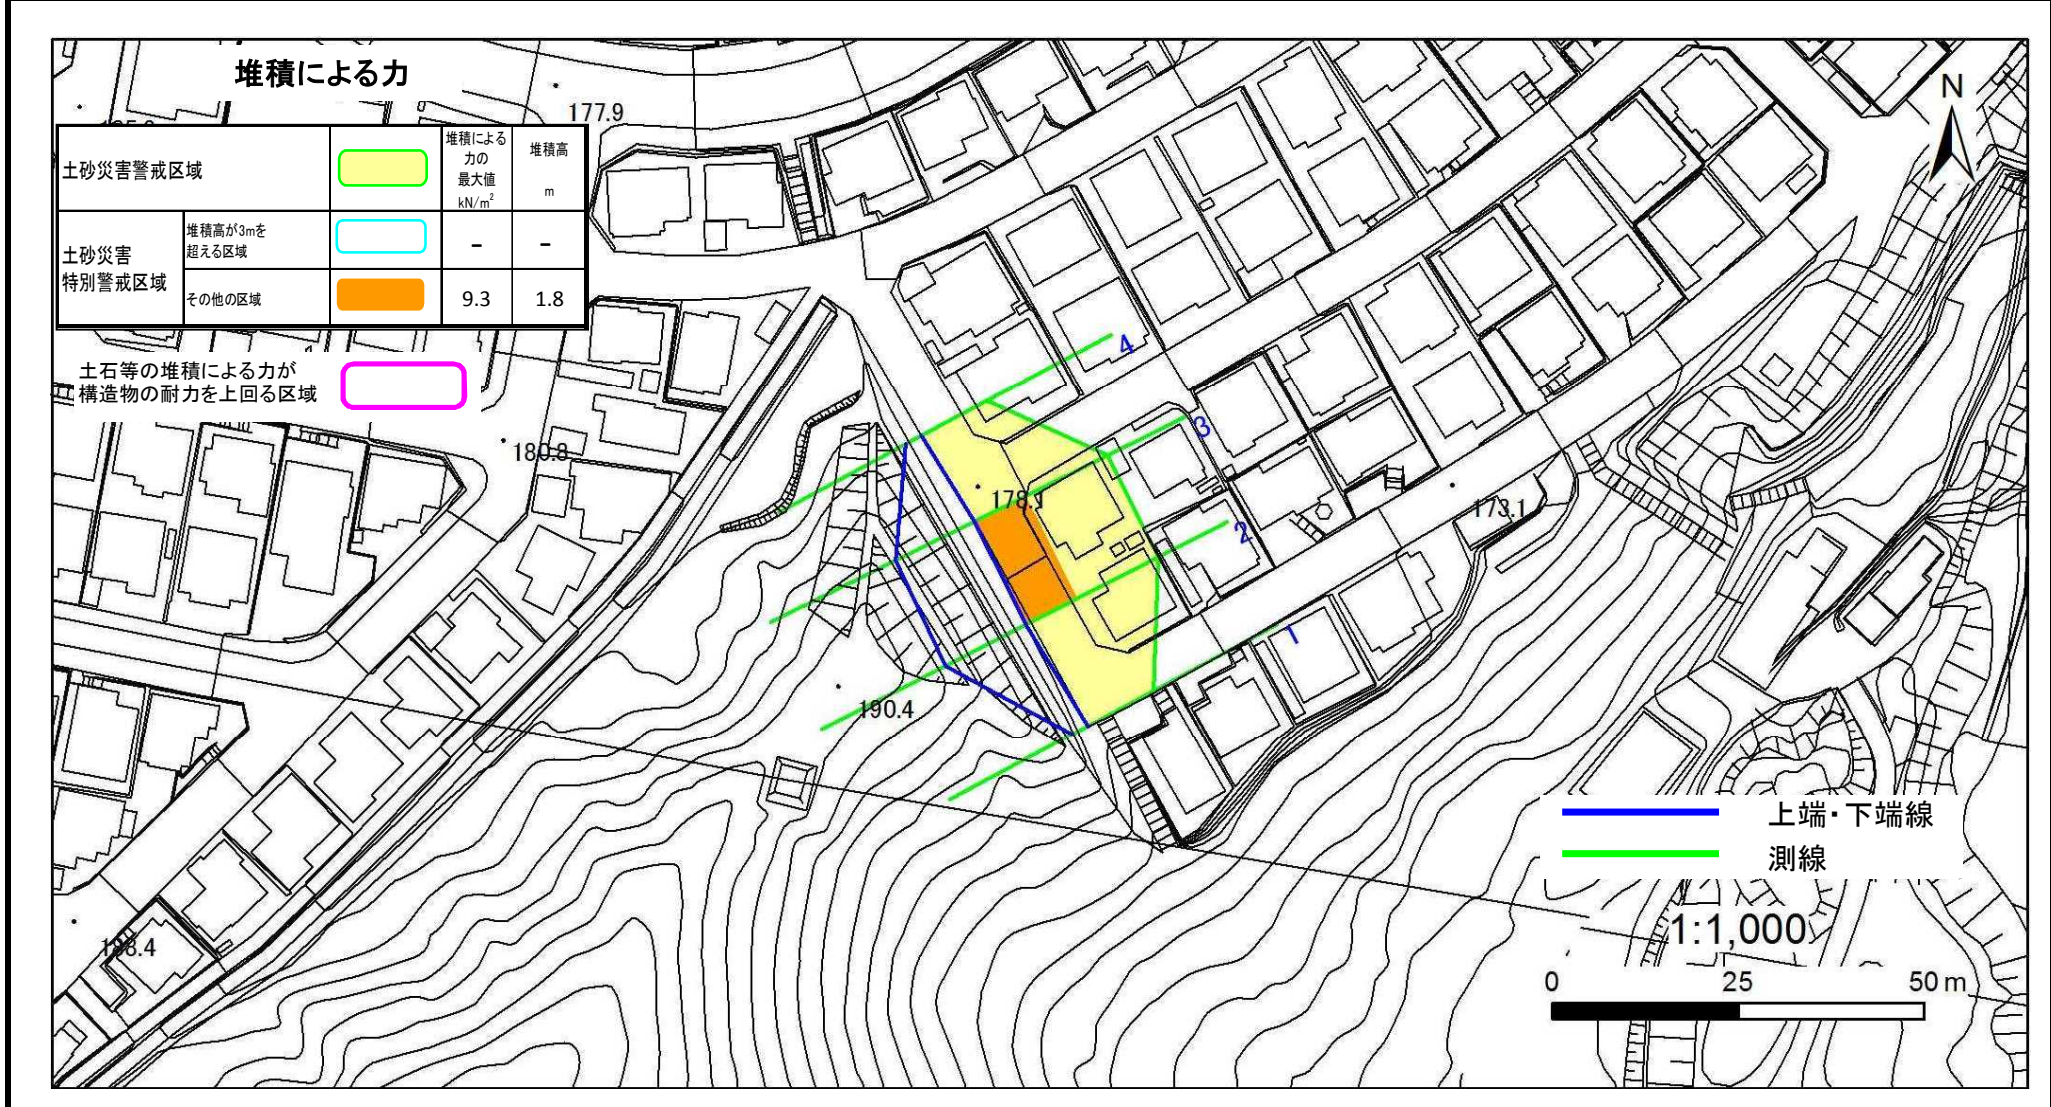 堆積による力
177.9
土砂災害警戒区域
堆積による
力の
最大値
kN/m²
堆積高
m
土砂災害
特別警戒区域
堆積高が3mを
超える区域
-
-
その他の区域
9.3
1.8
土石等の堆積による力が
構造物の耐力を上回る区域
N
4
3
2
1
180.8
178.1
173.1
190.4
上端・下端線
測線
1:1,000
0
25
50 m